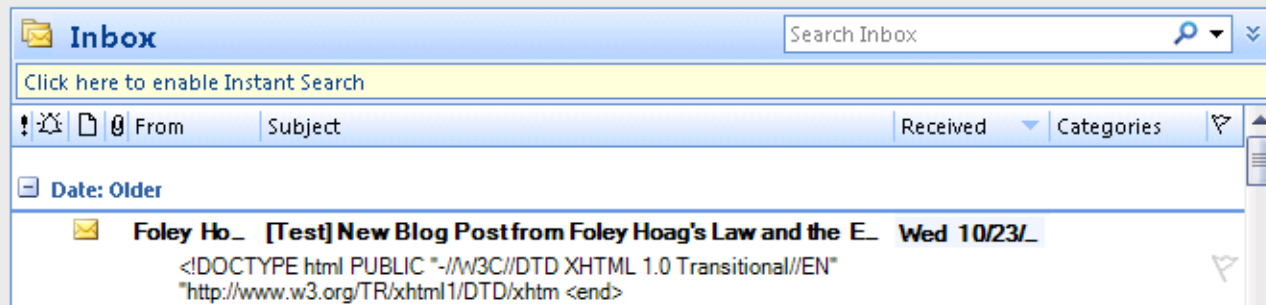 Inbox
Search Inbox
Click here to enable Instant Search
! From Subject Received Categories
Date: Older
Foley Ho... [Test] New Blog Post from Foley Hoag's Law and the E... Wed 10/23/...
<!DOCTYPE html PUBLIC "-//W3C//DTD XHTML 1.0 Transitional//EN"
"http://www.w3.org/TR/xhtml1/DTD/xhtm <end>